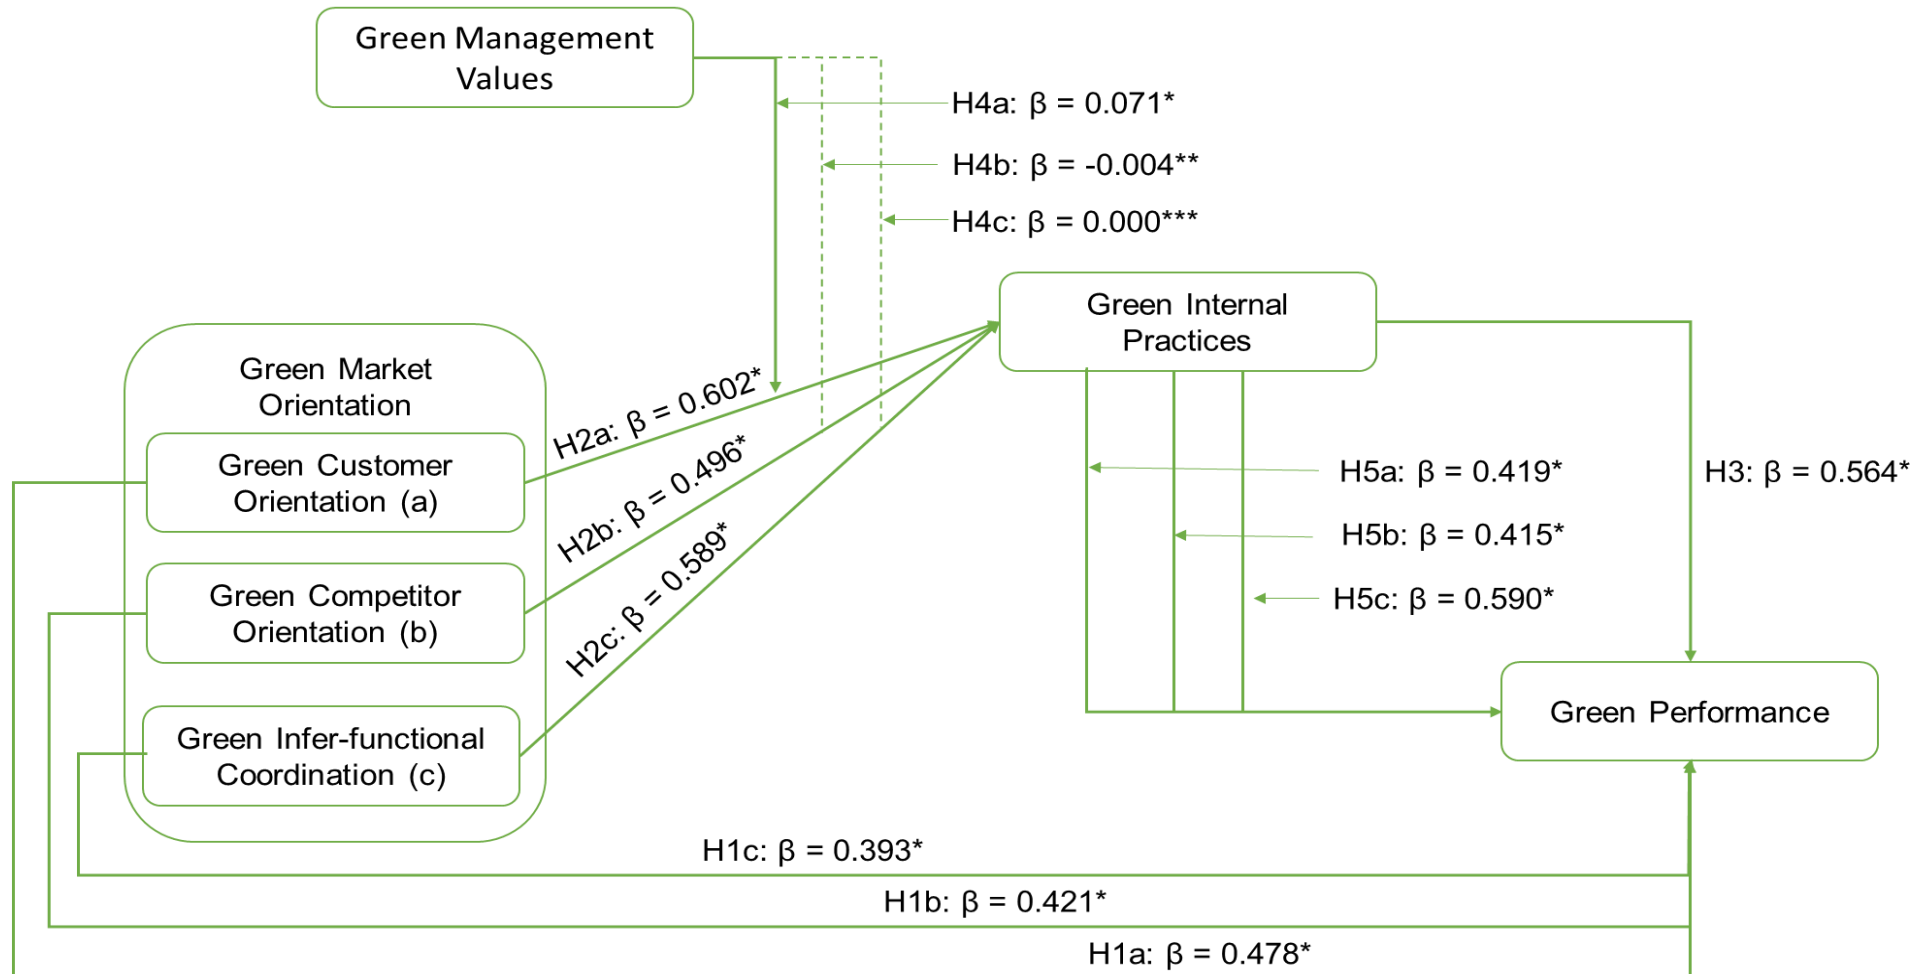 Green Management
Values
H4a: β = 0.071*
H4b: β = -0.004**
H4c: β = 0.000***
Green Internal
Practices
Green Market
Orientation
H2a: β = 0.602*
Green Customer
Orientation (a)
H2b: β = 0.496*
H5a: β = 0.419*
H3: β = 0.564*
H5b: β = 0.415*
Green Competitor
Orientation (b)
H2c: β = 0.589*
H5c: β = 0.590*
Green Performance
Green Infer-functional
Coordination (c)
H1c: β = 0.393*
H1b: β = 0.421*
H1a: β = 0.478*